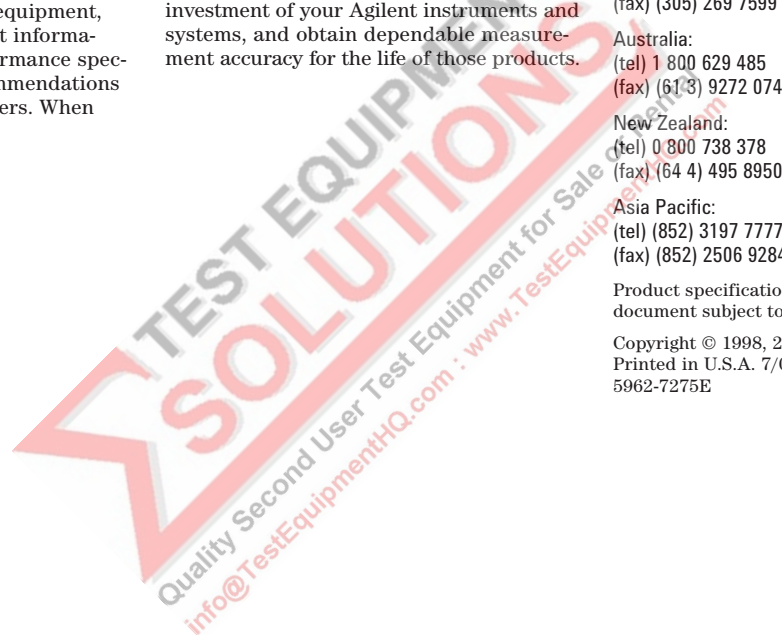 equipment,
t informa-
rmance spec-
mmendations
ers. When
investment of your Agilent instruments and
systems, and obtain dependable measure-
ment accuracy for the life of those products.
(fax) (305) 269 7599
Australia:
(tel) 1 800 629 485
(fax) (61 3) 9272 074
New Zealand:
(tel) 0 800 738 378
(fax) (64 4) 495 8950
Asia Pacific:
(tel) (852) 3197 7777
(fax) (852) 2506 9284
Product specificatio
document subject to
Copyright © 1998, 2
Printed in U.S.A. 7/0
5962-7275E
TEST EQUIPMEN
SOLUTIONS
Quality Second User Test Equipment for Sale or Rental
info@TestEquipmentHQ.com : www.TestEquipmentHQ.com